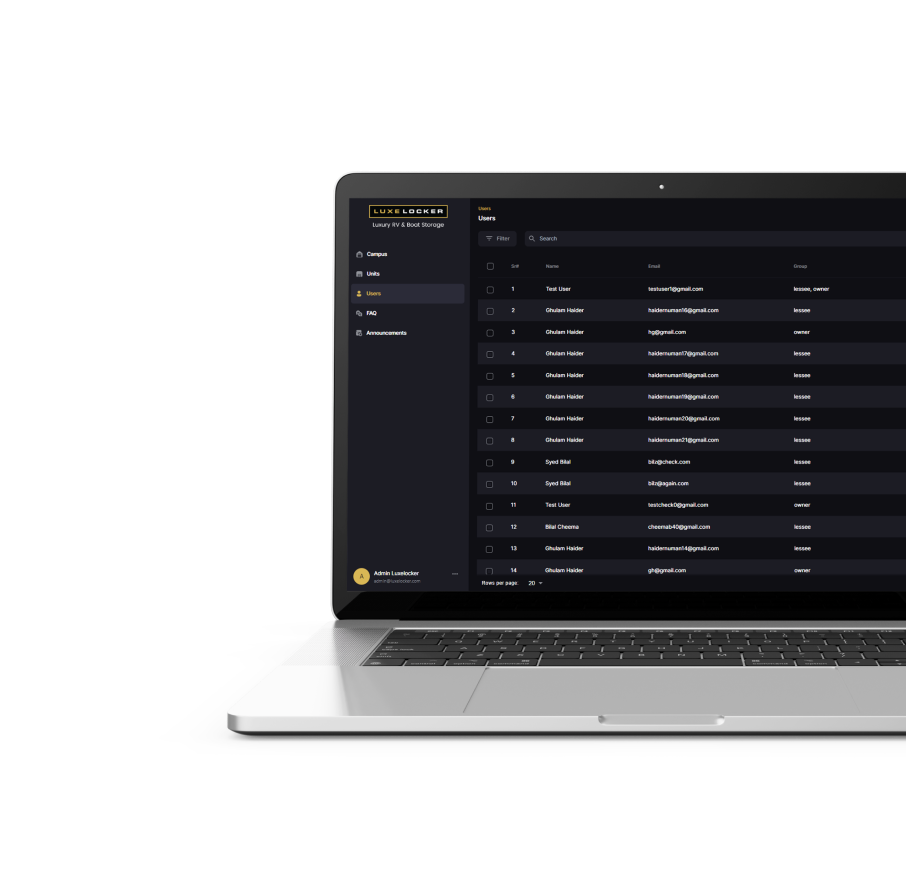 LUXELOCKER
Luxury RV & Boat Storage
Campus
Units
Users
FAQ
Announcements
Admin Luxelocker
admin@luxelocker.com
Users
Users
Filter
Search
Sr# Name Email Group
1 Test User testuser1@gmail.com lessee, owner
2 Ghulam Haider haidernuman16@gmail.com lessee
3 Ghulam Haider hg@gmail.com owner
4 Ghulam Haider haidernuman17@gmail.com lessee
5 Ghulam Haider haidernuman18@gmail.com lessee
6 Ghulam Haider haidernuman19@gmail.com lessee
7 Ghulam Haider haidernuman20@gmail.com lessee
8 Ghulam Haider haidernuman21@gmail.com lessee
9 Syed Bilal bilz@check.com lessee
10 Syed Bilal bilz@again.com lessee
11 Test User testcheck0@gmail.com owner
12 Bilal Cheema cheemab40@gmail.com lessee
13 Ghulam Haider haidernuman14@gmail.com lessee
14 Ghulam Haider gh@gmail.com owner
Rows per page: 20